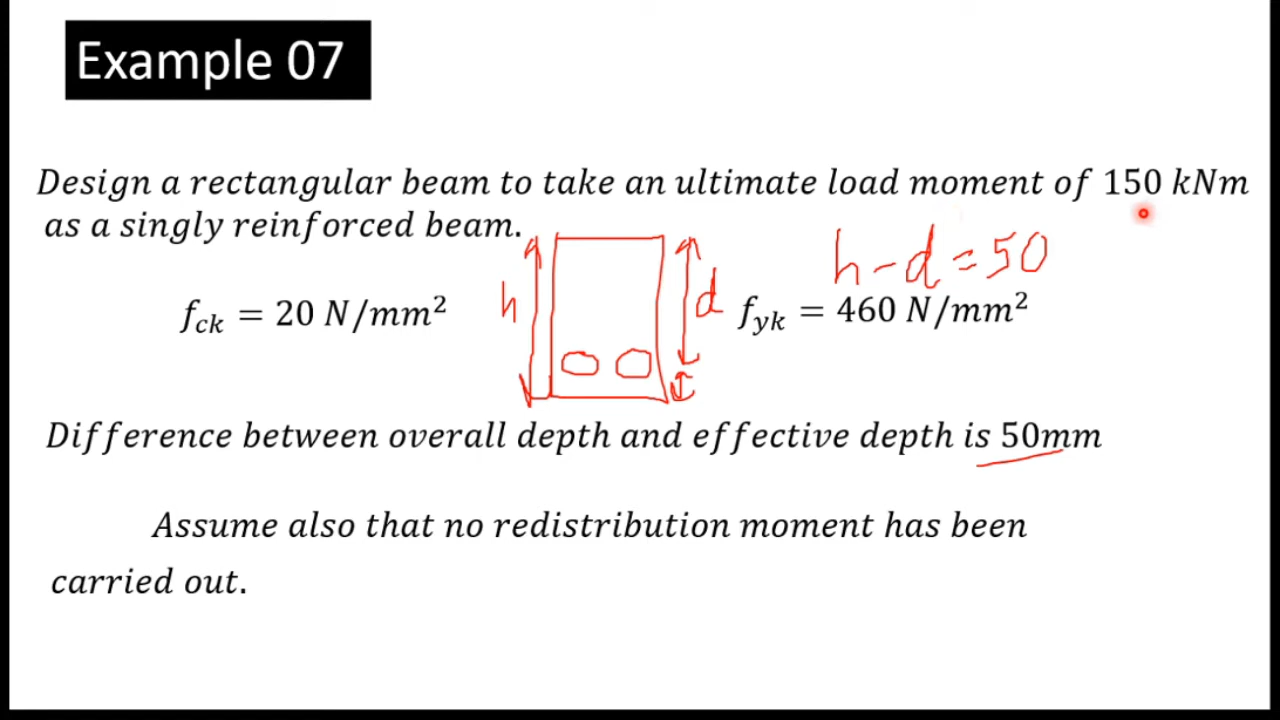 Example 07
Design a rectangular beam to take an ultimate load moment of 150 kNm
as a singly reinforced beam.
h - d = 50
h
d
f_ck = 20 N/mm²
f_yk = 460 N/mm²
Difference between overall depth and effective depth is 50mm
Assume also that no redistribution moment has been
carried out.